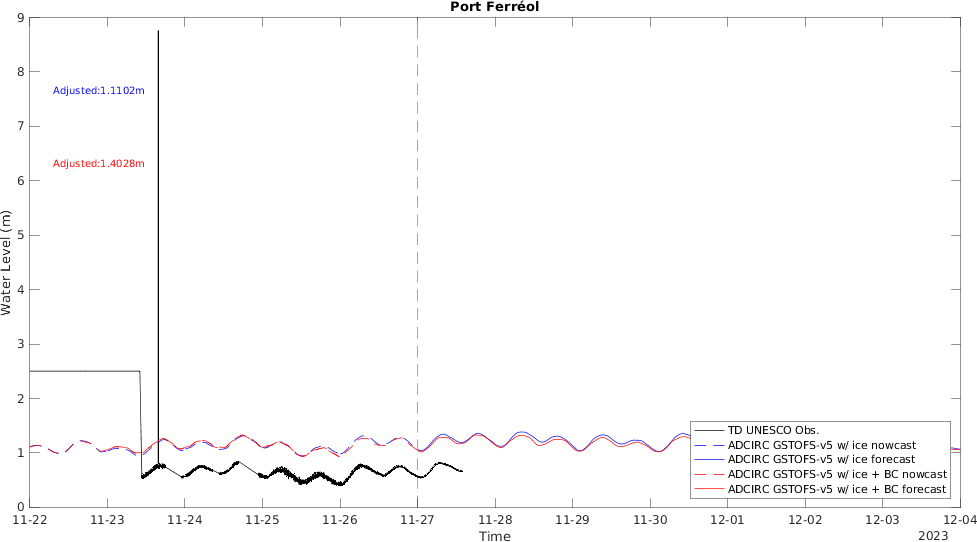 Port Ferréol
Water Level (m)
9
8
7
6
5
4
3
2
1
0
Adjusted:1.1102m
Adjusted:1.4028m
TD UNESCO Obs.
ADCIRC GSTOFS-v5 w/ ice nowcast
ADCIRC GSTOFS-v5 w/ ice forecast
ADCIRC GSTOFS-v5 w/ ice + BC nowcast
ADCIRC GSTOFS-v5 w/ ice + BC forecast
11-22 11-23 11-24 11-25 11-26 11-27 11-28 11-29 11-30 12-01 12-02 12-03 12-04
Time
2023